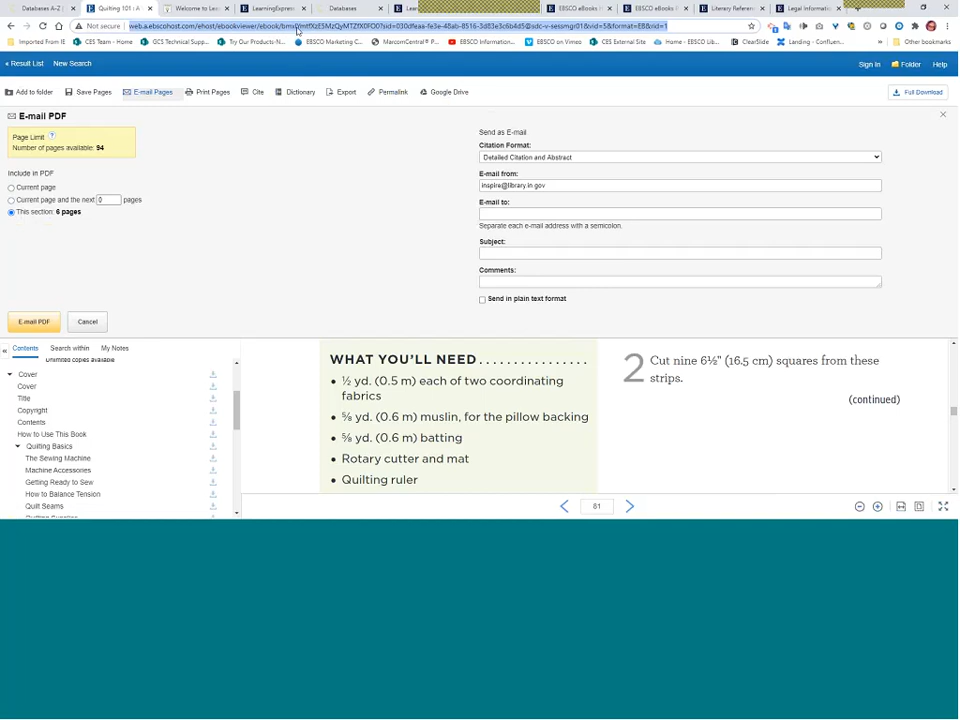 Databases A-Z
Quilting 101 : A
Welcome to Lea
LearningExpres
Databases
EBSCO eBooks
EBSCO eBooks
Literary Referenc
Legal Informatio
Not secure
Imported From IE
CES Team - Home
GCS Technical Supp...
Try Our Products-N...
EBSCO Marketing C...
MarcomCentral® P...
EBSCO Information...
EBSCO on Vimeo
CES External Site
Home - EBSCO Lib...
ClearSlide
Landing - Confluen...
»
Other bookmarks
« Result List
New Search
Sign In
Folder
Help
Add to folder
Save Pages
E-mail Pages
Print Pages
Cite
Dictionary
Export
Permalink
Google Drive
Full Download
E-mail PDF
Page Limit ?
Number of pages available: 94
Include in PDF
Current page
Current page and the next 0 pages
This section: 6 pages
Send as E-mail
Citation Format:
Detailed Citation and Abstract
E-mail from:
inspire@library.in.gov
E-mail to:
Separate each e-mail address with a semicolon.
Subject:
Comments:
Send in plain text format
E-mail PDF
Cancel
« Contents
Search within
My Notes
Unlimited copies available
Cover
Cover
Title
Copyright
Contents
How to Use This Book
Quilting Basics
The Sewing Machine
Machine Accessories
Getting Ready to Sew
How to Balance Tension
Quilt Seams
Quilting Supplies
WHAT YOU'LL NEED . . . . . . . . . . . . . . .
• ½ yd. (0.5 m) each of two coordinating
fabrics
• ⅝ yd. (0.6 m) muslin, for the pillow backing
• ⅝ yd. (0.6 m) batting
• Rotary cutter and mat
• Quilting ruler
2 Cut nine 6½" (16.5 cm) squares from these
strips.
(continued)
61